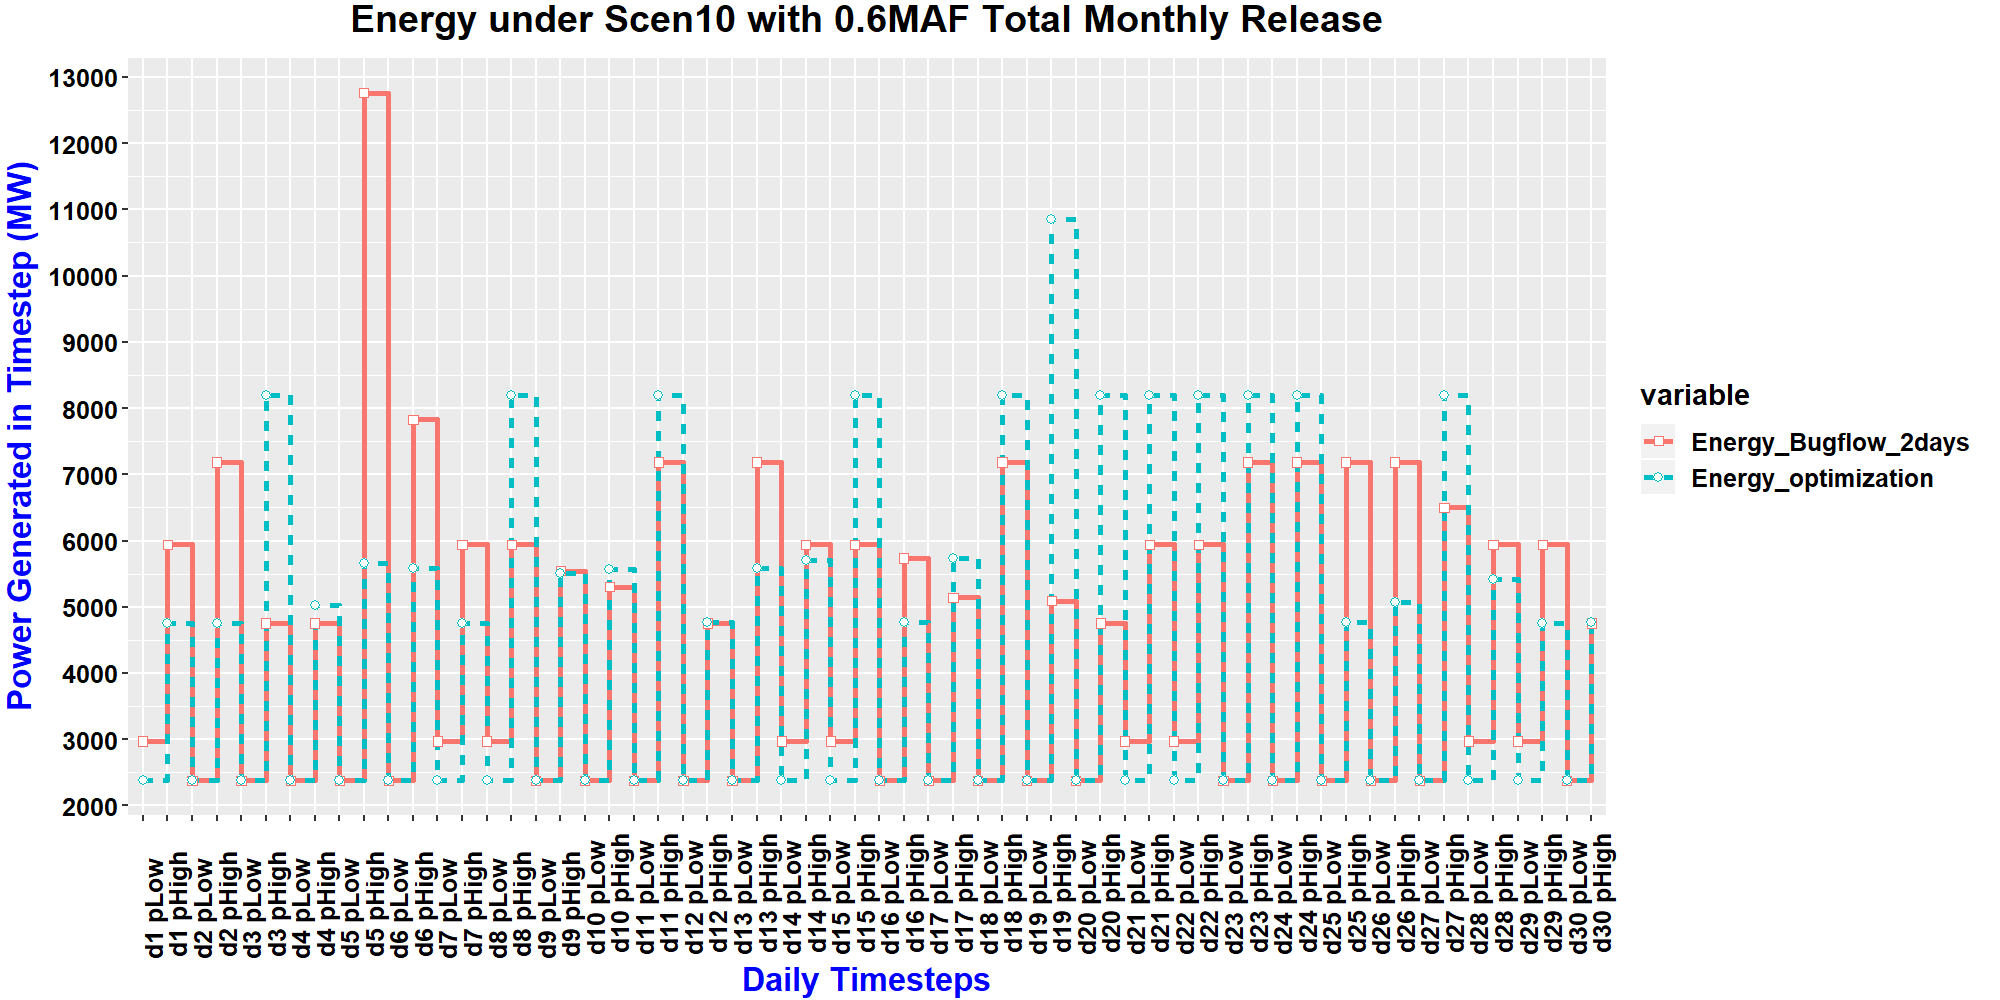 Energy under Scen10 with 0.6MAF Total Monthly Release
Power Generated in Timestep (MW)
13000
12000
11000
10000
9000
8000
7000
6000
5000
4000
3000
2000
variable
Energy_Bugflow_2days
Energy_optimization
d1 pLow
d1 pHigh
d2 pLow
d2 pHigh
d3 pLow
d3 pHigh
d4 pLow
d4 pHigh
d5 pLow
d5 pHigh
d6 pLow
d6 pHigh
d7 pLow
d7 pHigh
d8 pLow
d8 pHigh
d9 pLow
d9 pHigh
d10 pLow
d10 pHigh
d11 pLow
d11 pHigh
d12 pLow
d12 pHigh
d13 pLow
d13 pHigh
d14 pLow
d14 pHigh
d15 pLow
d15 pHigh
d16 pLow
d16 pHigh
d17 pLow
d17 pHigh
d18 pLow
d18 pHigh
d19 pLow
d19 pHigh
d20 pLow
d20 pHigh
d21 pLow
d21 pHigh
d22 pLow
d22 pHigh
d23 pLow
d23 pHigh
d24 pLow
d24 pHigh
d25 pLow
d25 pHigh
d26 pLow
d26 pHigh
d27 pLow
d27 pHigh
d28 pLow
d28 pHigh
d29 pLow
d29 pHigh
d30 pLow
d30 pHigh
Daily Timesteps